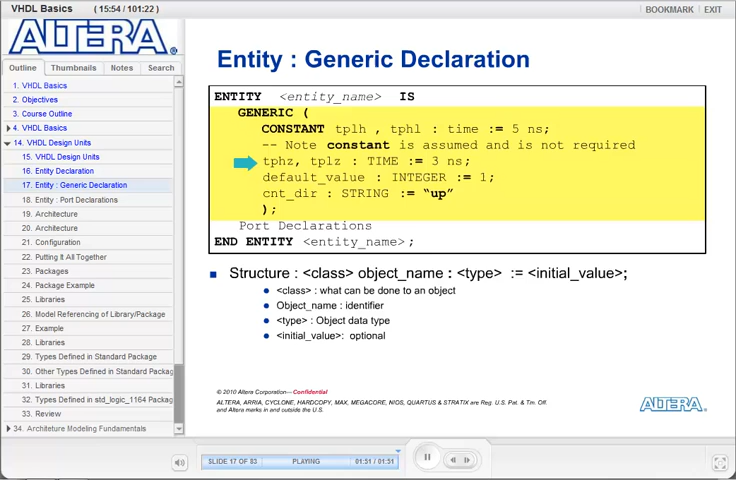 VHDL Basics ( 15:54 / 101:22 )
BOOKMARK EXIT
ALTERA®
Outline Thumbnails Notes Search
1. VHDL Basics
2. Objectives
3. Course Outline
4. VHDL Basics
14. VHDL Design Units
15. VHDL Design Units
16. Entity Declaration
17. Entity : Generic Declaration
18. Entity : Port Declarations
19. Architecture
20. Architecture
21. Configuration
22. Putting It All Together
23. Packages
24. Package Example
25. Libraries
26. Model Referencing of Library/Package
27. Example
28. Libraries
29. Types Defined in Standard Package
30. Other Types Defined in Standard
31. Libraries
32. Types Defined in std_logic_1164 Packag
33. Review
34. Architeture Modeling Fundamentals
Entity : Generic Declaration
ENTITY <entity_name> IS
GENERIC (
CONSTANT tplh , tphl : time := 5 ns;
-- Note constant is assumed and is not required
tphz, tplz : TIME := 3 ns;
default_value : INTEGER := 1;
cnt_dir : STRING := “up”
);
Port Declarations
END ENTITY <entity_name>;
Structure : <class> object_name : <type> := <initial_value>;
<class> : what can be done to an object
Object_name : identifier
<type> : Object data type
<initial_value>: optional
© 2010 Altera Corporation—Confidential
ALTERA, ARRIA, CYCLONE, HARDCOPY, MAX, MEGACORE, NIOS, QUARTUS & STRATIX are Reg. U.S. Pat. & Tm. Off.
and Altera marks in and outside the U.S.
ALTERA®
SLIDE 17 OF 83 PLAYING 01:51 / 01:51